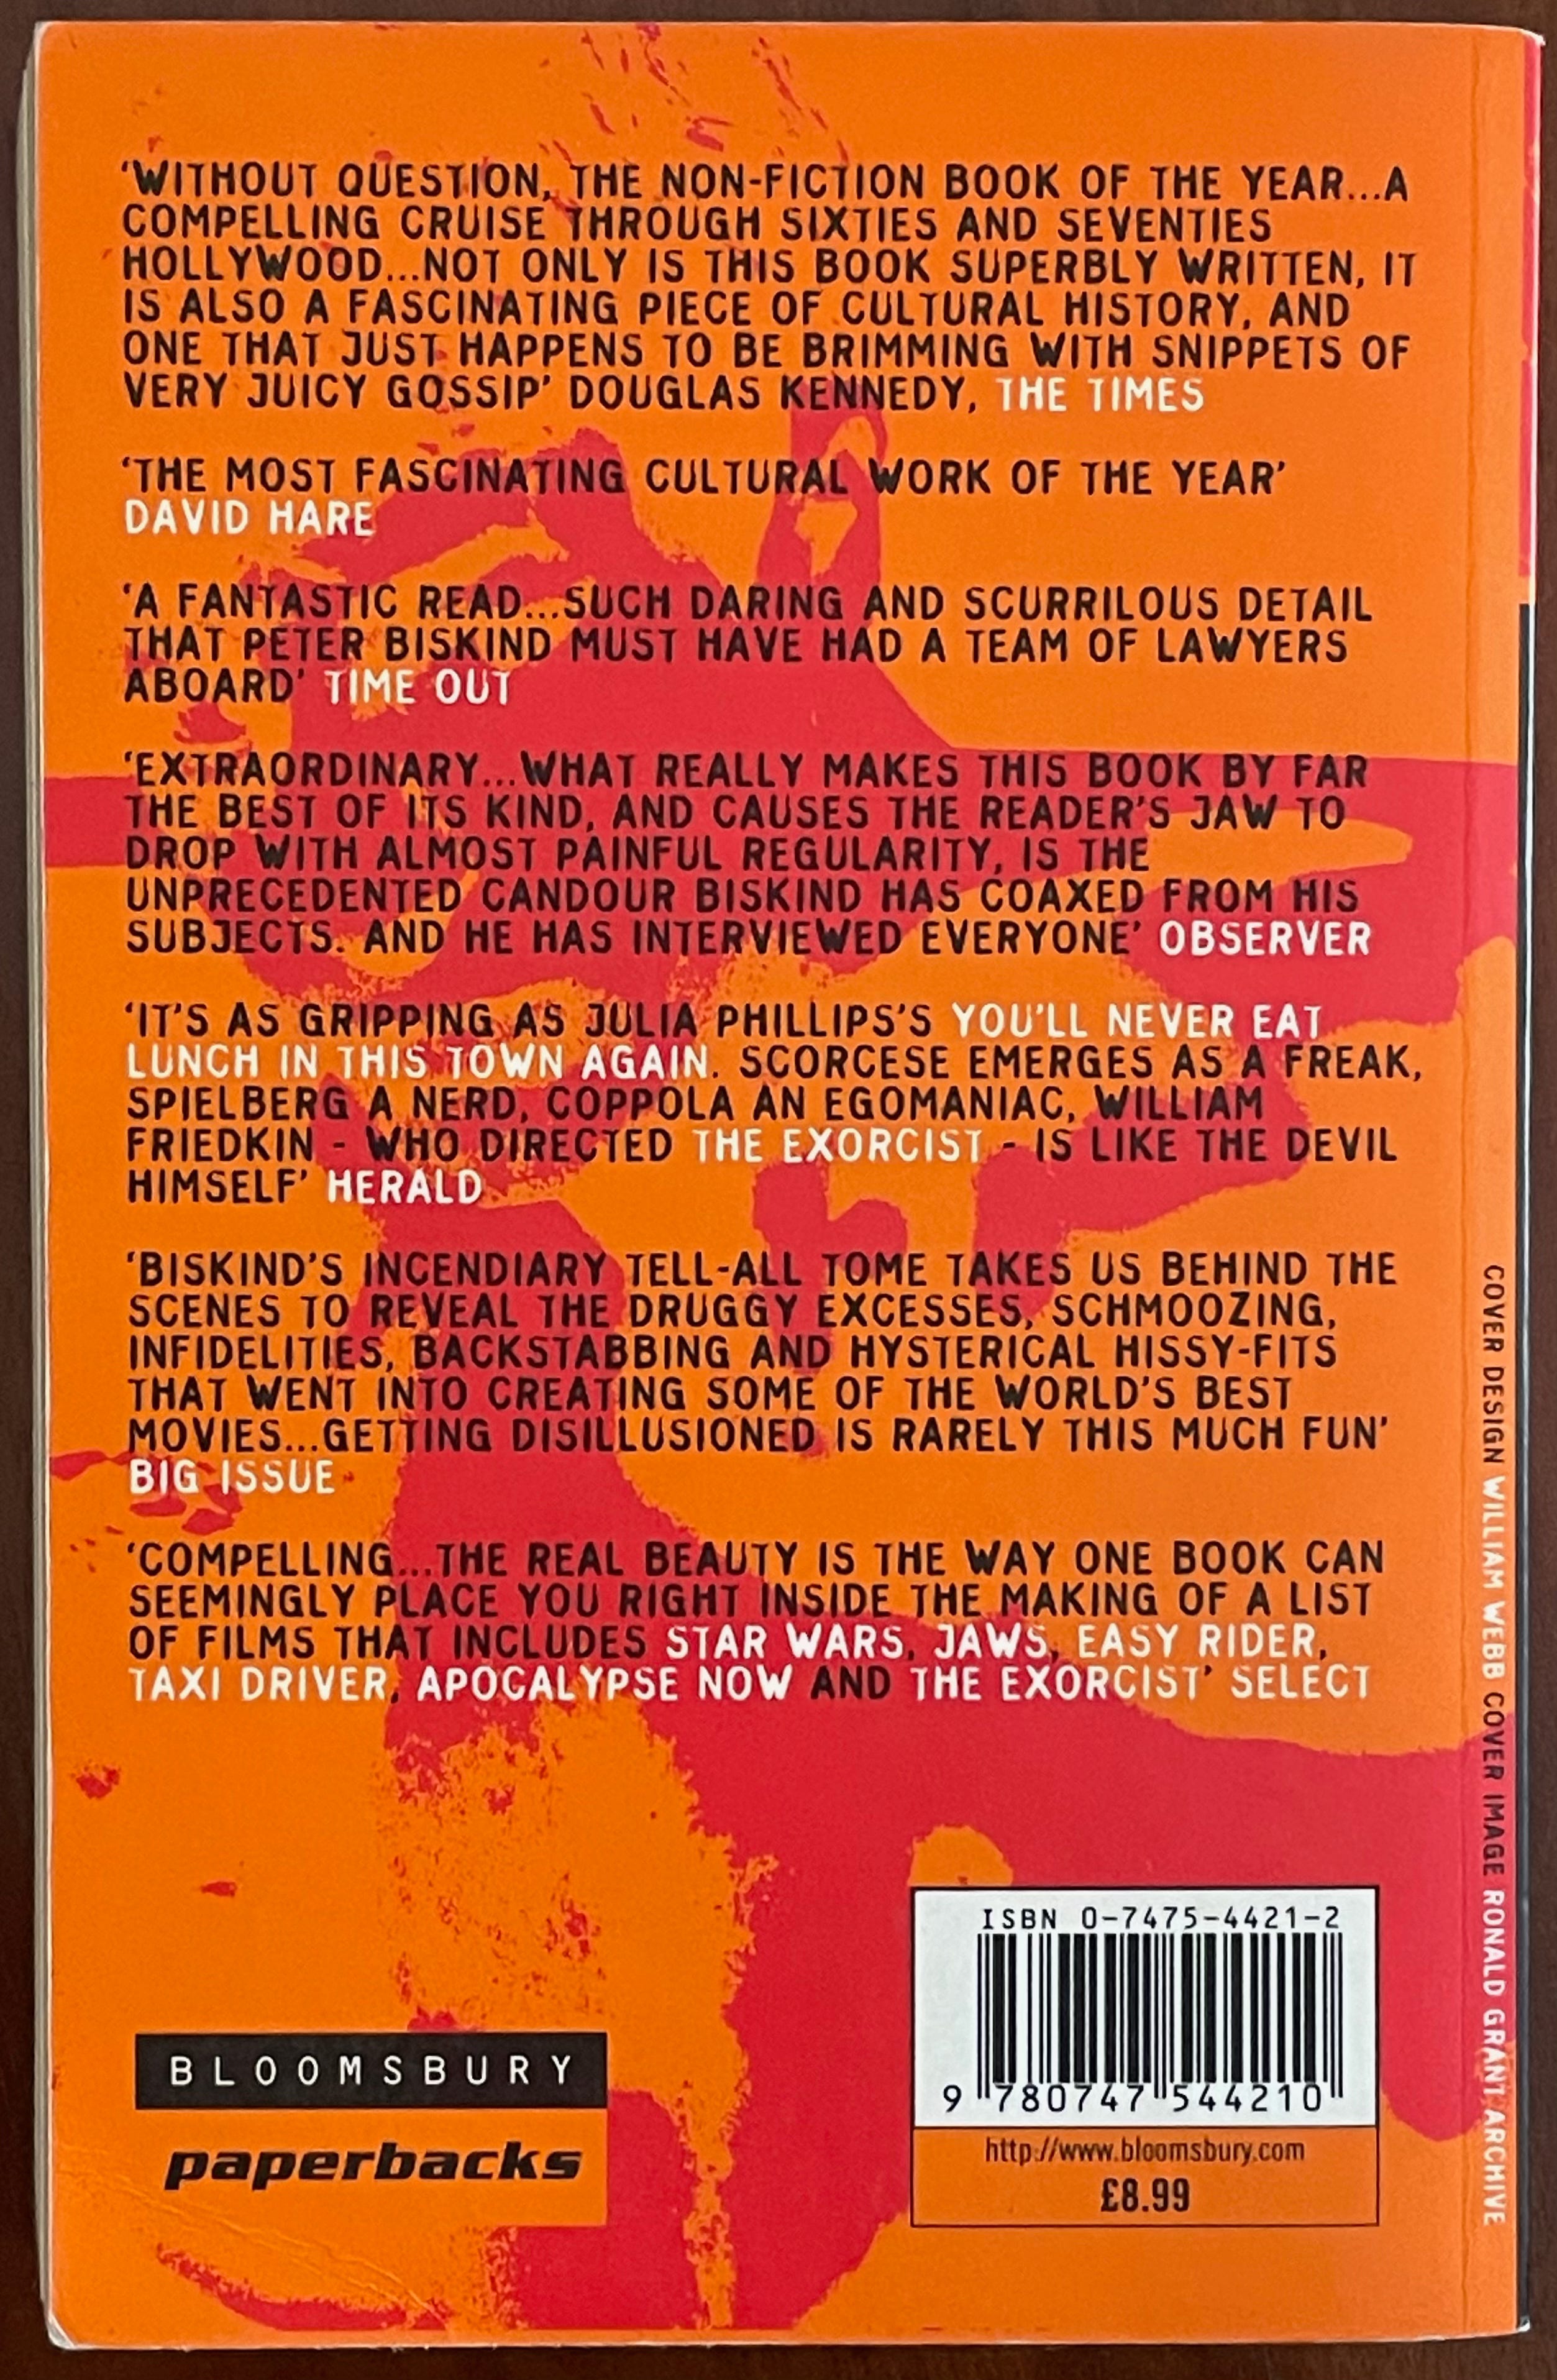 ‘WITHOUT QUESTION, THE NON-FICTION BOOK OF THE YEAR...A
COMPELLING CRUISE THROUGH SIXTIES AND SEVENTIES
HOLLYWOOD...NOT ONLY IS THIS BOOK SUPERBLY WRITTEN, IT
IS ALSO A FASCINATING PIECE OF CULTURAL HISTORY, AND
ONE THAT JUST HAPPENS TO BE BRIMMING WITH SNIPPETS OF
VERY JUICY GOSSIP’ DOUGLAS KENNEDY, THE TIMES
‘THE MOST FASCINATING CULTURAL WORK OF THE YEAR’
DAVID HARE
‘A FANTASTIC READ...SUCH DARING AND SCURRILOUS DETAIL
THAT PETER BISKIND MUST HAVE HAD A TEAM OF LAWYERS
ABOARD’ TIME OUT
‘EXTRAORDINARY...WHAT REALLY MAKES THIS BOOK BY FAR
THE BEST OF ITS KIND, AND CAUSES THE READER’S JAW TO
DROP WITH ALMOST PAINFUL REGULARITY, IS THE
UNPRECEDENTED CANDOUR BISKIND HAS COAXED FROM HIS
SUBJECTS. AND HE HAS INTERVIEWED EVERYONE’ OBSERVER
‘IT’S AS GRIPPING AS JULIA PHILLIPS’S YOU’LL NEVER EAT
LUNCH IN THIS TOWN AGAIN. SCORCESE EMERGES AS A FREAK,
SPIELBERG A NERD, COPPOLA AN EGOMANIAC, WILLIAM
FRIEDKIN - WHO DIRECTED THE EXORCIST - IS LIKE THE DEVIL
HIMSELF’ HERALD
‘BISKIND’S INCENDIARY TELL-ALL TOME TAKES US BEHIND THE
SCENES TO REVEAL THE DRUGGY EXCESSES, SCHMOOZING,
INFIDELITIES, BACKSTABBING AND HYSTERICAL HISSY-FITS
THAT WENT INTO CREATING SOME OF THE WORLD’S BEST
MOVIES...GETTING DISILLUSIONED IS RARELY THIS MUCH FUN’
BIG ISSUE
‘COMPELLING...THE REAL BEAUTY IS THE WAY ONE BOOK CAN
SEEMINGLY PLACE YOU RIGHT INSIDE THE MAKING OF A LIST
OF FILMS THAT INCLUDES STAR WARS, JAWS, EASY RIDER,
TAXI DRIVER, APOCALYPSE NOW AND THE EXORCIST’ SELECT
COVER DESIGN WILLIAM WEBB COVER IMAGE RONALD GRANT ARCHIVE
BLOOMSBURY
paperbacks
ISBN 0-7475-4421-2
9 780747 544210
http://www.bloomsbury.com
£8.99